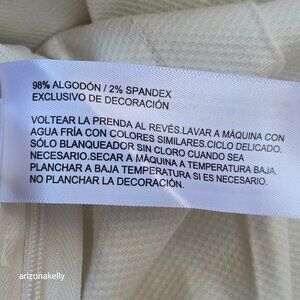 98% ALGODÓN / 2% SPANDEX
EXCLUSIVO DE DECORACIÓN
VOLTEAR LA PRENDA AL REVÉS.LAVAR A MÁQUINA CON
AGUA FRÍA CON COLORES SIMILARES.CICLO DELICADO.
SÓLO BLANQUEADOR SIN CLORO CUANDO SEA
NECESARIO.SECAR A MÁQUINA A TEMPERATURA BAJA.
PLANCHAR A BAJA TEMPERATURA SI ES NECESARIO.
NO PLANCHAR LA DECORACIÓN.
arizonakelly